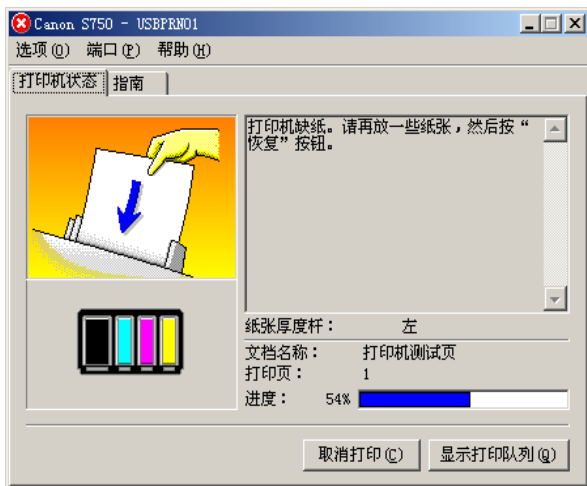 Canon S750 - USBPRN01
选项(O) 端口(P) 帮助(H)
打印机状态 指南
打印机缺纸。请再放一些纸张，然后按“
恢复”按钮。
纸张厚度杆： 左
文档名称： 打印机测试页
打印页： 1
进度： 54%
取消打印(C) 显示打印队列(Q)